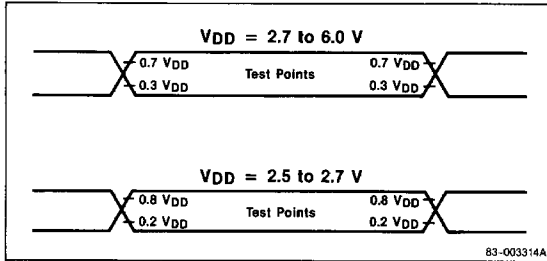 VDD = 2.7 to 6.0 V
0.7 VDD 0.7 VDD
Test Points
0.3 VDD 0.3 VDD
VDD = 2.5 to 2.7 V
0.8 VDD 0.8 VDD
Test Points
0.2 VDD 0.2 VDD
83-003314A